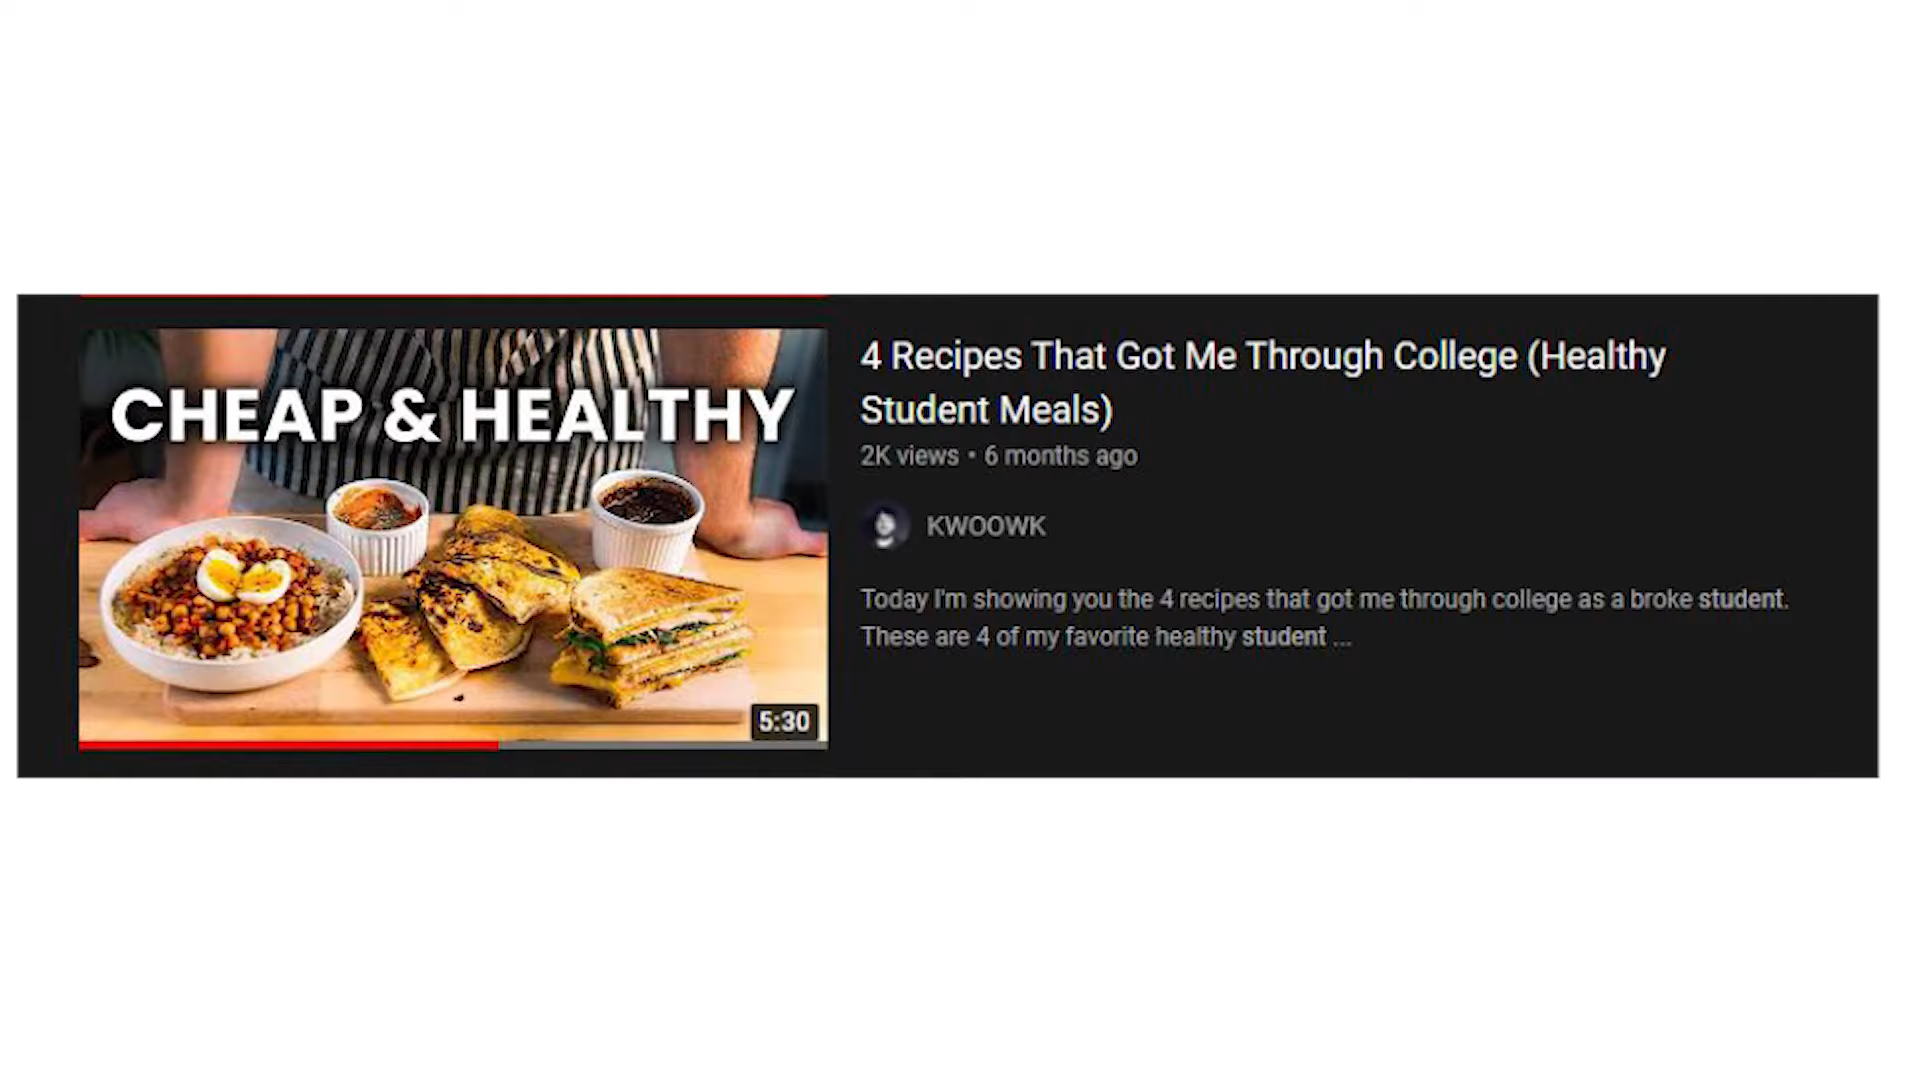 CHEAP & HEALTHY
5:30
4 Recipes That Got Me Through College (Healthy
Student Meals)
2K views • 6 months ago
KWOOWK
Today I'm showing you the 4 recipes that got me through college as a broke student.
These are 4 of my favorite healthy student ...